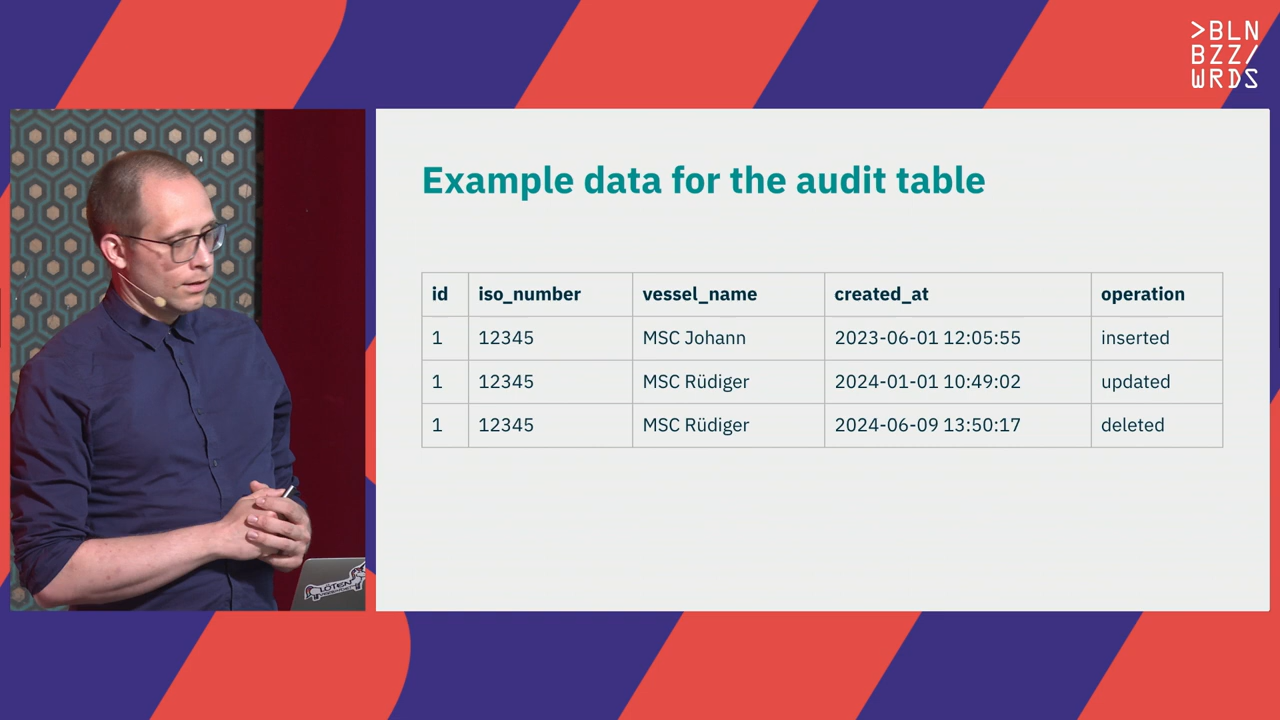 >BLN
BZZ/
WRDS
Example data for the audit table
id iso_number vessel_name created_at operation
1 12345 MSC Johann 2023-06-01 12:05:55 inserted
1 12345 MSC Rüdiger 2024-01-01 10:49:02 updated
1 12345 MSC Rüdiger 2024-06-09 13:50:17 deleted
LÖTEN